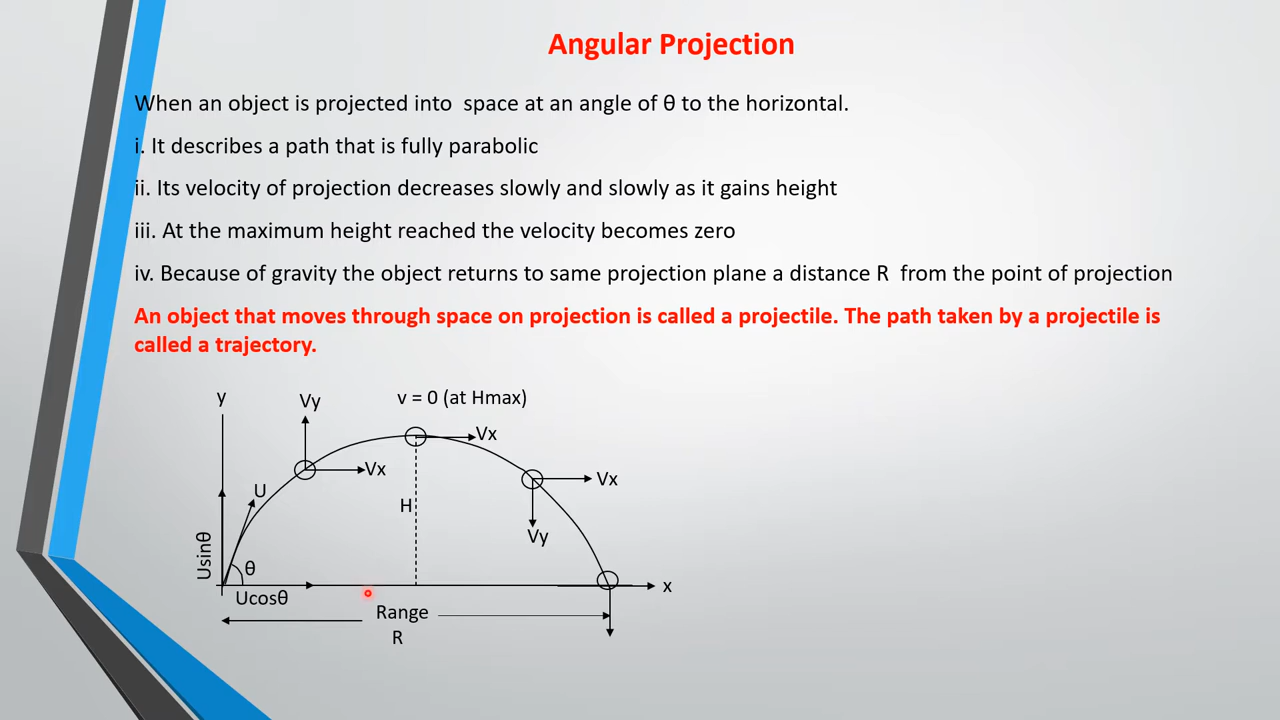 Angular Projection
When an object is projected into  space at an angle of θ to the horizontal.
i. It describes a path that is fully parabolic
ii. Its velocity of projection decreases slowly and slowly as it gains height
iii. At the maximum height reached the velocity becomes zero
iv. Because of gravity the object returns to same projection plane a distance R  from the point of projection
An object that moves through space on projection is called a projectile. The path taken by a projectile is
called a trajectory.
y
Vy
v = 0 (at Hmax)
Vx
Vx
Vx
U
H
Vy
Usinθ
θ
Ucosθ
x
Range
R